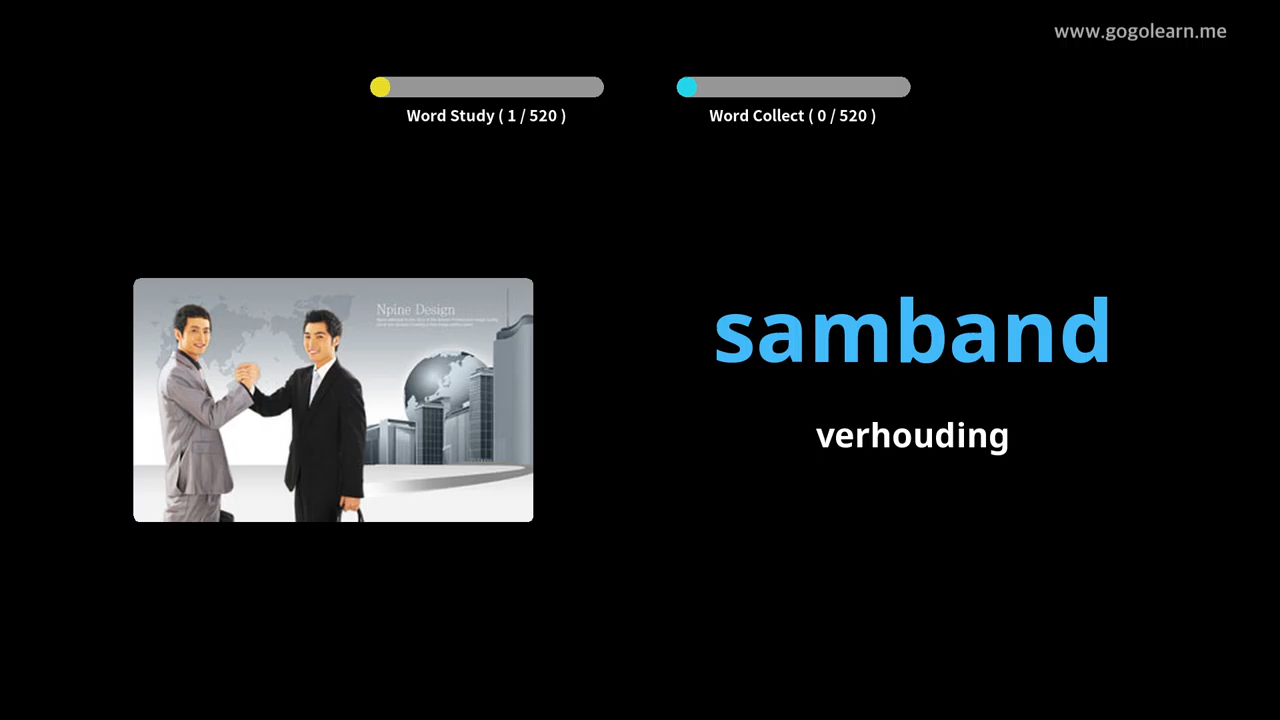 www.gogolearn.me
Word Study ( 1 / 520 )
Word Collect ( 0 / 520 )
Npine Design
samband
verhouding